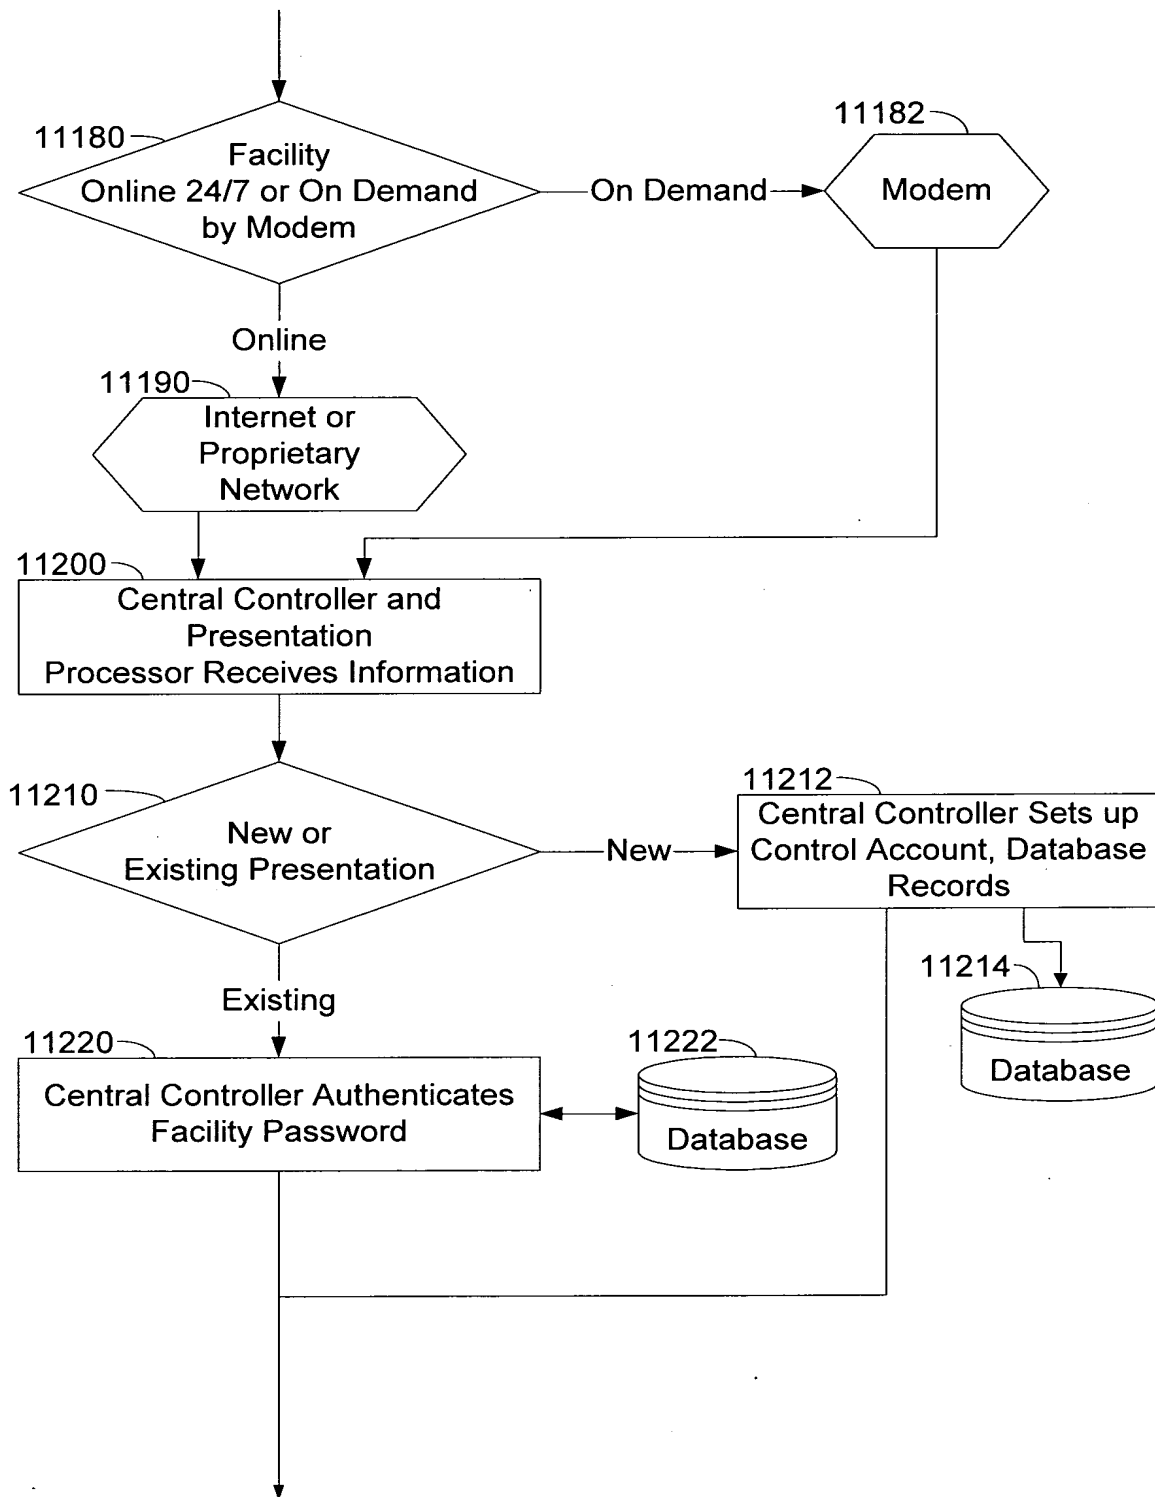 11180
Facility
Online 24/7 or On Demand
by Modem
On Demand
11182
Modem
Online
11190
Internet or
Proprietary
Network
11200
Central Controller and
Presentation
Processor Receives Information
11210
New or
Existing Presentation
New
11212
Central Controller Sets up
Control Account, Database
Records
11214
Database
Existing
11220
Central Controller Authenticates
Facility Password
11222
Database